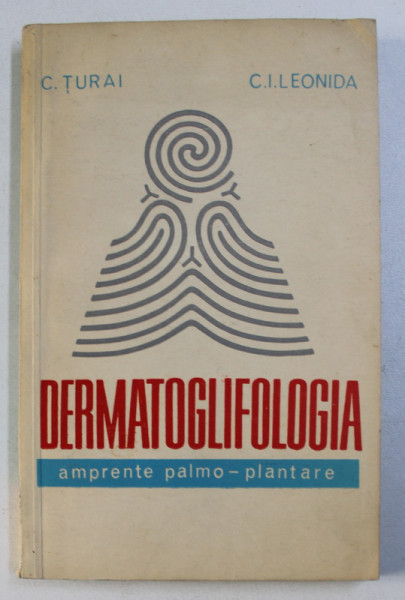 C. ȚURAI C.I.LEONIDA
DERMATOGLIFOLOGIA
amprente palmo-plantare